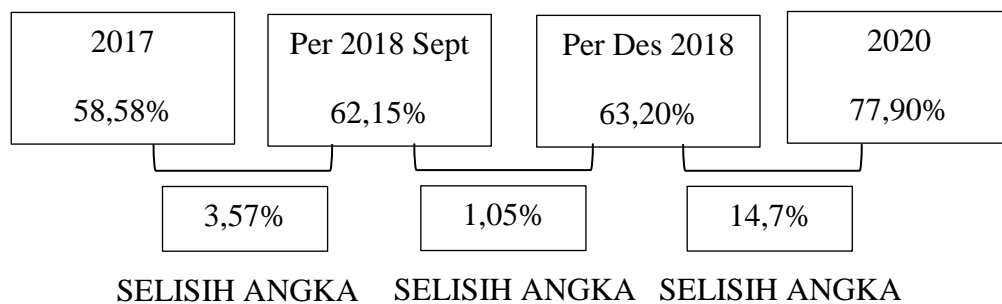 2017
58,58%
Per 2018 Sept
62,15%
Per Des 2018
63,20%
2020
77,90%
3,57%
1,05%
14,7%
SELISIH ANGKA
SELISIH ANGKA
SELISIH ANGKA